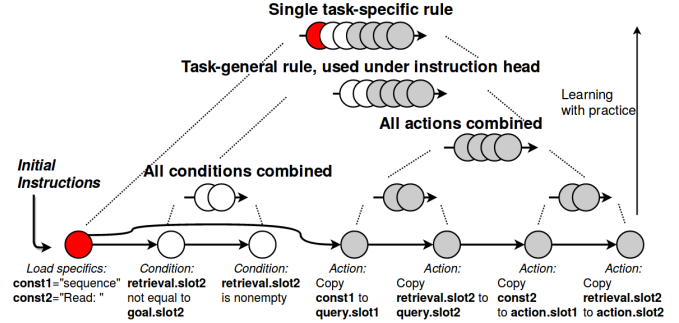 Single task-specific rule
Task-general rule, used under instruction head
Learning
with practice
All actions combined
Initial
Instructions
All conditions combined
Load specifics:
const1="sequence"
const2="Read: "
Condition:
retrieval.slot2
not equal to
goal.slot2
Condition:
retrieval.slot2
is nonempty
Action:
Copy
const1 to
query.slot1
Action:
Copy
retrieval.slot2 to
query.slot2
Action:
Copy
const2
to action.slot1
Action:
Copy
retrieval.slot2
to action.slot2